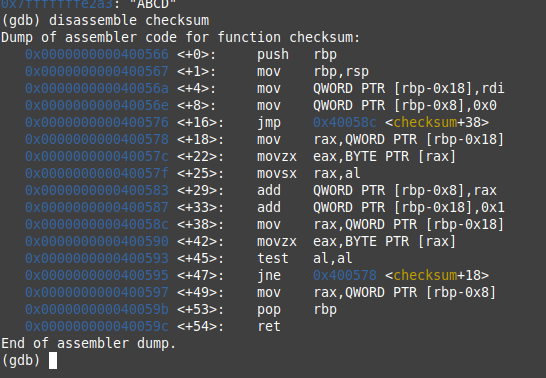 0x7fffffffe2a3: "ABCD"
(gdb) disassemble checksum
Dump of assembler code for function checksum:
   0x0000000000400566 <+0>:     push   rbp
   0x0000000000400567 <+1>:     mov    rbp,rsp
   0x000000000040056a <+4>:     mov    QWORD PTR [rbp-0x18],rdi
   0x000000000040056e <+8>:     mov    QWORD PTR [rbp-0x8],0x0
   0x0000000000400576 <+16>:    jmp    0x40058c <checksum+38>
   0x0000000000400578 <+18>:    mov    rax,QWORD PTR [rbp-0x18]
   0x000000000040057c <+22>:    movzx  eax,BYTE PTR [rax]
   0x000000000040057f <+25>:    movsx  rax,al
   0x0000000000400583 <+29>:    add    QWORD PTR [rbp-0x8],rax
   0x0000000000400587 <+33>:    add    QWORD PTR [rbp-0x18],0x1
   0x000000000040058c <+38>:    mov    rax,QWORD PTR [rbp-0x18]
   0x0000000000400590 <+42>:    movzx  eax,BYTE PTR [rax]
   0x0000000000400593 <+45>:    test   al,al
   0x0000000000400595 <+47>:    jne    0x400578 <checksum+18>
   0x0000000000400597 <+49>:    mov    rax,QWORD PTR [rbp-0x8]
   0x000000000040059b <+53>:    pop    rbp
   0x000000000040059c <+54>:    ret
End of assembler dump.
(gdb)